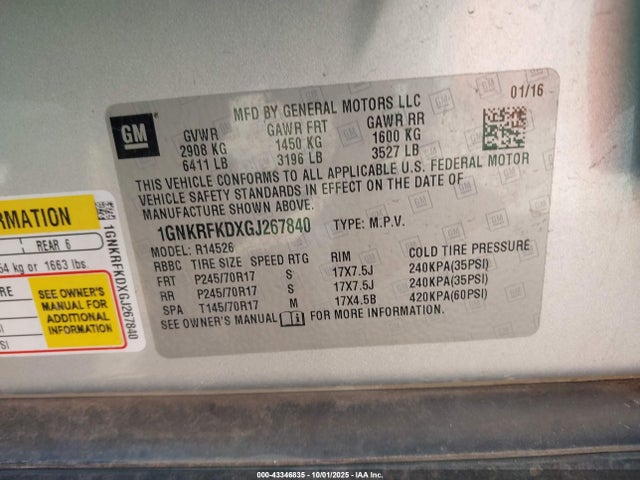 GM
MFD BY GENERAL MOTORS LLC
01/16
GVWR GAWR FRT GAWR RR
2908 KG 1450 KG 1600 KG
6411 LB 3196 LB 3527 LB
THIS VEHICLE CONFORMS TO ALL APPLICABLE U.S. FEDERAL MOTOR
VEHICLE SAFETY STANDARDS IN EFFECT ON THE DATE OF
MANUFACTURE SHOWN ABOVE.
1GNKRFKDXGJ267840 TYPE: M.P.V.
MODEL: R14526
RBBC TIRE SIZE SPEED RTG RIM COLD TIRE PRESSURE
FRT P245/70R17 S 17X7.5J 240KPA(35PSI)
RR P245/70R17 S 17X7.5J 240KPA(35PSI)
SPA T145/70R17 M 17X4.5B 420KPA(60PSI)
SEE OWNER'S MANUAL FOR MORE INFORMATION.
REAR 6
kg or 1663 lbs.
SEE OWNER'S
MANUAL FOR
ADDITIONAL
INFORMATION
1GNKRFKDXGJ267840
000-43346835 - 10/01/2025 - IAA Inc.